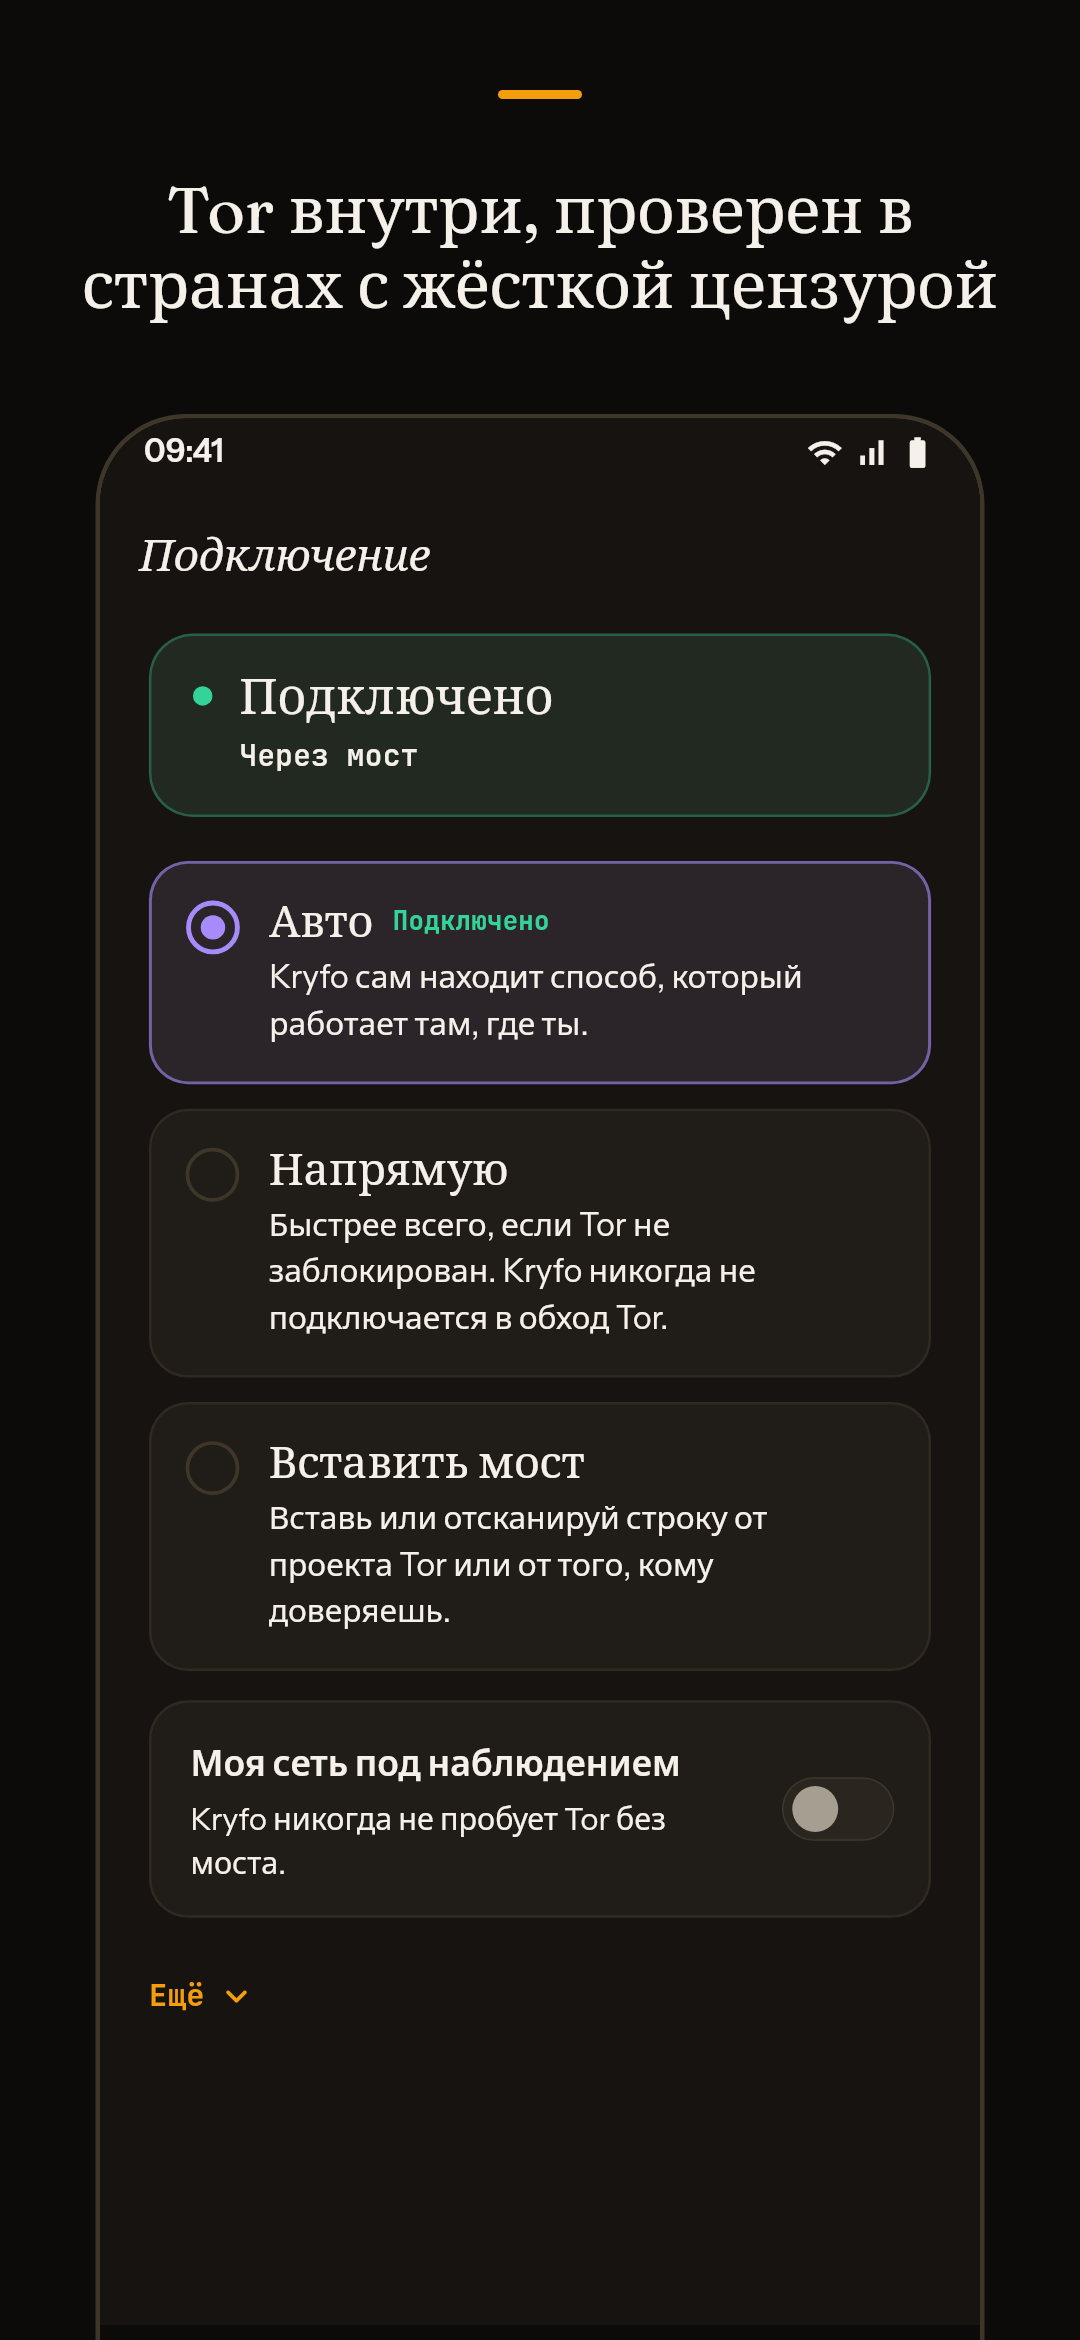 Tor внутри, проверен в
странах с жёсткой цензурой
09:41
Подключение
Подключено
Через мост
Авто Подключено
Kryfo сам находит способ, который
работает там, где ты.
Напрямую
Быстрее всего, если Tor не
заблокирован. Kryfo никогда не
подключается в обход Tor.
Вставить мост
Вставь или отсканируй строку от
проекта Tor или от того, кому
доверяешь.
Моя сеть под наблюдением
Kryfo никогда не пробует Tor без
моста.
Ещё